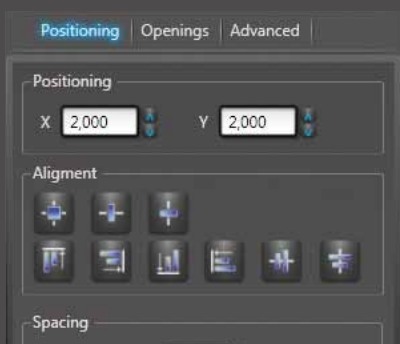 Positioning Openings Advanced
Positioning
X 2,000 Y 2,000
Aligment
Spacing